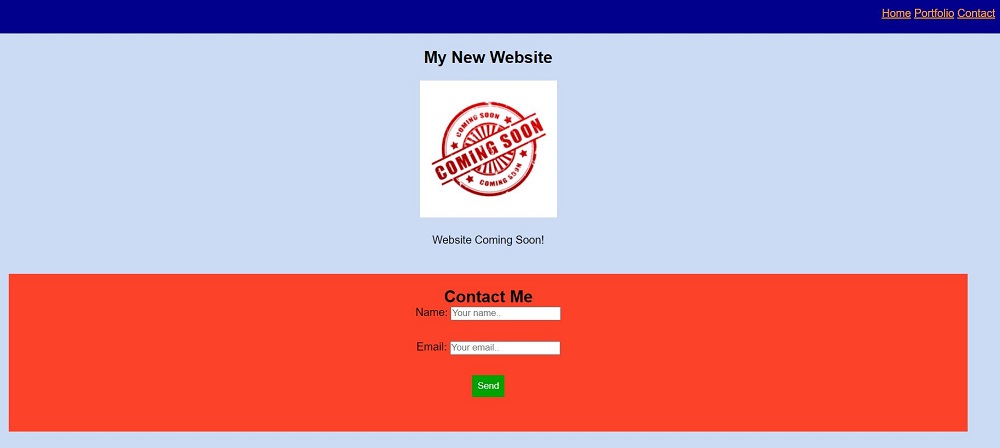 Home Portfolio Contact
My New Website
COMING SOON
COMING SOON
COMING SOON
Website Coming Soon!
Contact Me
Name: Your name..
Email: Your email..
Send